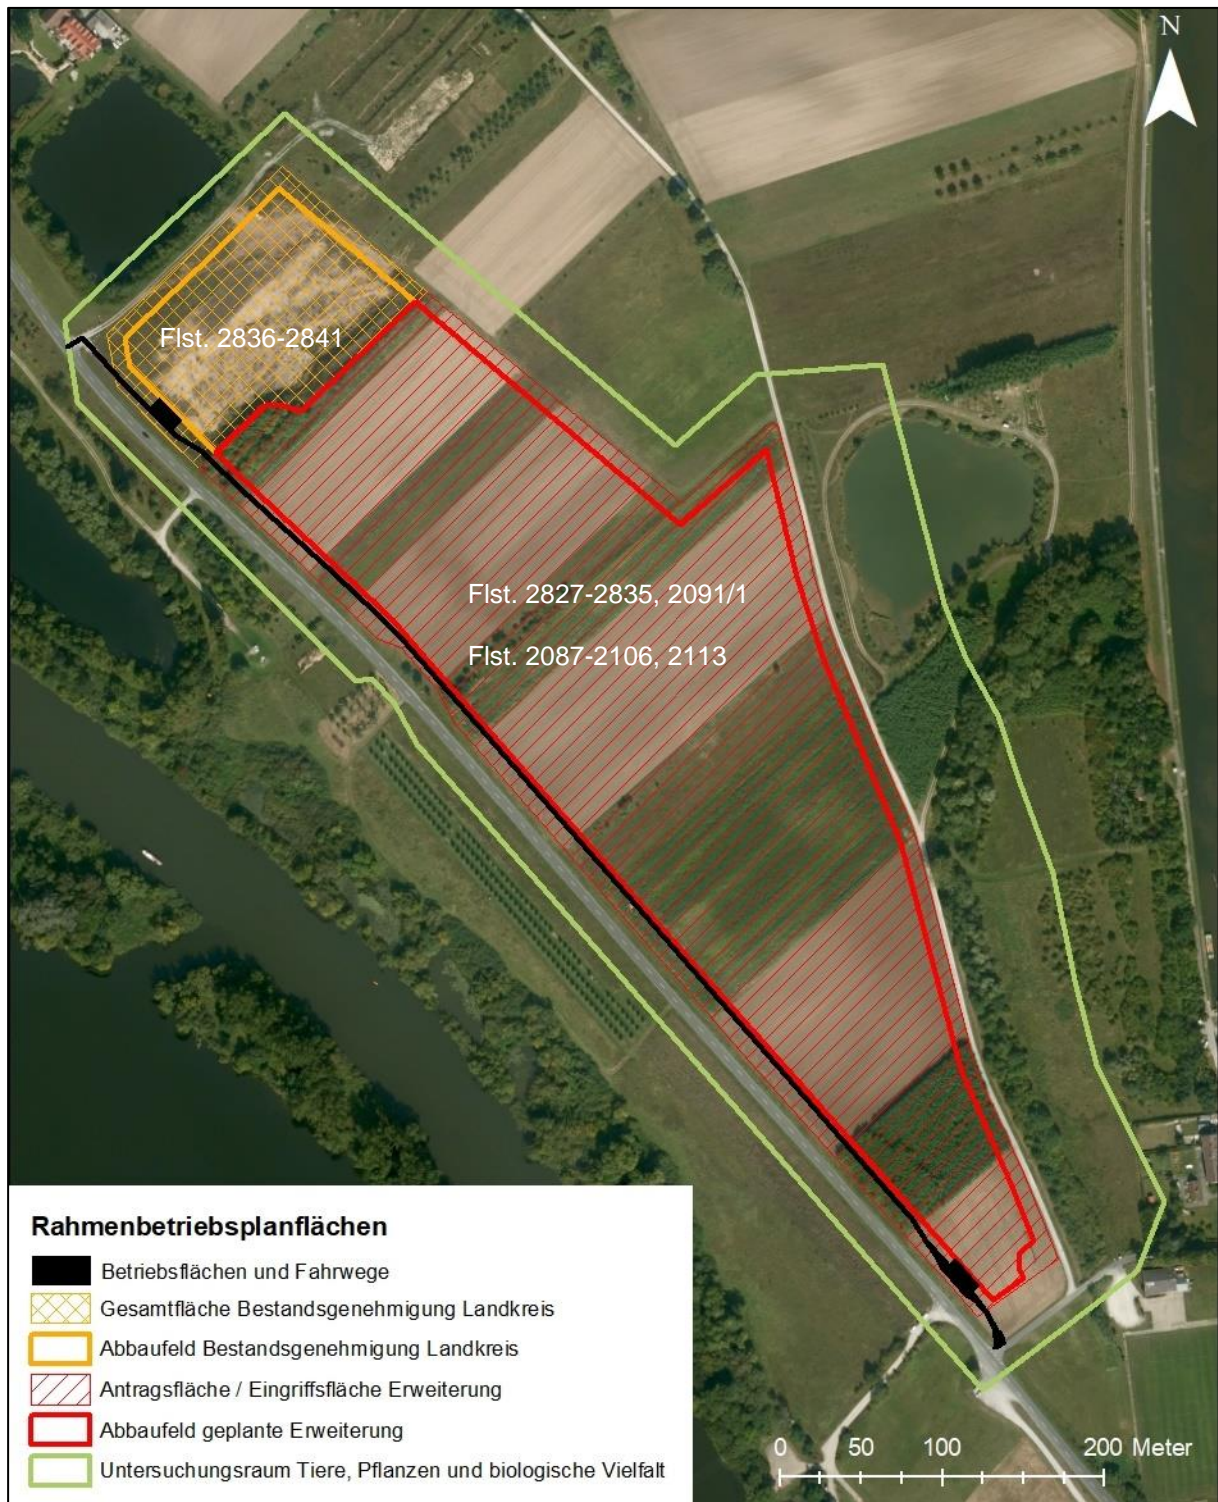 N
Flst. 2836-2841
Flst. 2827-2835, 2091/1
Flst. 2087-2106, 2113
Rahmenbetriebsplanflächen
Betriebsflächen und Fahrwege
Gesamtfläche Bestandsgenehmigung Landkreis
Abbaufeld Bestandsgenehmigung Landkreis
Antragsfläche / Eingriffsfläche Erweiterung
Abbaufeld geplante Erweiterung
Untersuchungsraum Tiere, Pflanzen und biologische Vielfalt
0 50 100 200 Meter